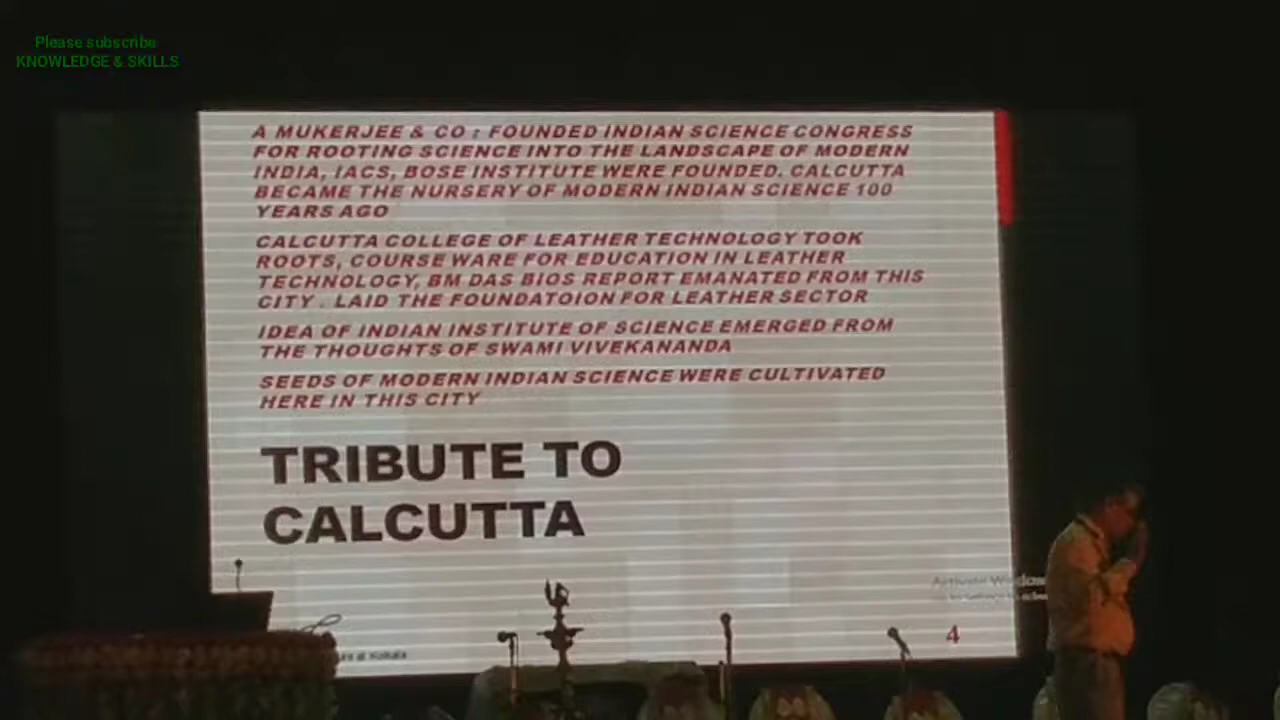 Please subscribe
KNOWLEDGE & SKILLS
A MUKERJEE & CO : FOUNDED INDIAN SCIENCE CONGRESS
FOR ROOTING SCIENCE INTO THE LANDSCAPE OF MODERN
INDIA, IACS, BOSE INSTITUTE WERE FOUNDED. CALCUTTA
BECAME THE NURSERY OF MODERN INDIAN SCIENCE 100
YEARS AGO
CALCUTTA COLLEGE OF LEATHER TECHNOLOGY TOOK
ROOTS, COURSE WARE FOR EDUCATION IN LEATHER
TECHNOLOGY, BM DAS BIOS REPORT EMANATED FROM THIS
CITY . LAID THE FOUNDATOION FOR LEATHER SECTOR
IDEA OF INDIAN INSTITUTE OF SCIENCE EMERGED FROM
THE THOUGHTS OF SWAMI VIVEKANANDA
SEEDS OF MODERN INDIAN SCIENCE WERE CULTIVATED
HERE IN THIS CITY
TRIBUTE TO
CALCUTTA
Activate
4
at Kolkata